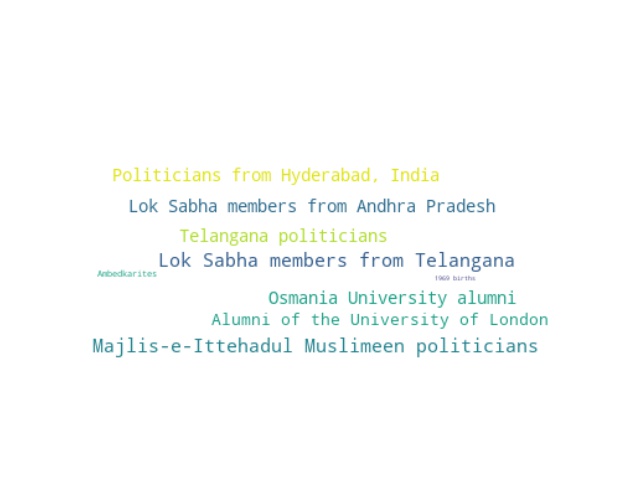 Politicians from Hyderabad, India
Lok Sabha members from Andhra Pradesh
Telangana politicians
Lok Sabha members from Telangana
Ambedkarites
1969 births
Osmania University alumni
Alumni of the University of London
Majlis-e-Ittehadul Muslimeen politicians